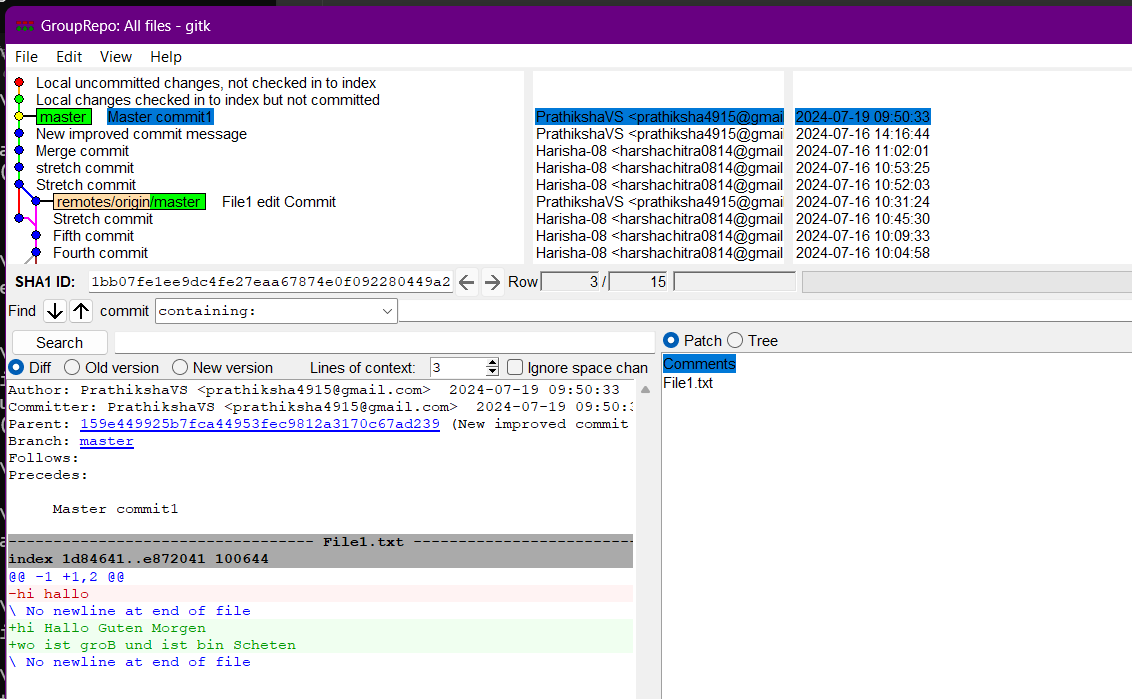 GroupRepo: All files - gitk
File Edit View Help
Local uncommitted changes, not checked in to index
Local changes checked in to index but not committed
master Master commit1 PrathikshaVS <prathiksha4915@gmai 2024-07-19 09:50:33
New improved commit message PrathikshaVS <prathiksha4915@gmai 2024-07-16 14:16:44
Merge commit Harisha-08 <harshachitra0814@gmail 2024-07-16 11:02:01
stretch commit Harisha-08 <harshachitra0814@gmail 2024-07-16 10:53:25
Stretch commit Harisha-08 <harshachitra0814@gmail 2024-07-16 10:52:03
remotes/origin/master File1 edit Commit PrathikshaVS <prathiksha4915@gmai 2024-07-16 10:31:24
Stretch commit Harisha-08 <harshachitra0814@gmail 2024-07-16 10:45:30
Fifth commit Harisha-08 <harshachitra0814@gmail 2024-07-16 10:09:33
Fourth commit Harisha-08 <harshachitra0814@gmail 2024-07-16 10:04:58
SHA1 ID: 1bb07fe1ee9dc4fe27eaa67874e0f092280449a2 ← → Row 3 / 15
Find ↓ ↑ commit containing:
Search
Diff Old version New version Lines of context: 3 Ignore space chan
Patch Tree
Comments
File1.txt
Author: PrathikshaVS <prathiksha4915@gmail.com>  2024-07-19 09:50:33
Committer: PrathikshaVS <prathiksha4915@gmail.com>  2024-07-19 09:50:3
Parent: 159e449925b7fca44953fec9812a3170c67ad239 (New improved commit
Branch: master
Follows:
Precedes:
Master commit1
---------------------------------- File1.txt -------------------------
index 1d84641..e872041 100644
@@ -1 +1,2 @@
-hi hallo
\ No newline at end of file
+hi Hallo Guten Morgen
+wo ist groB und ist bin Scheten
\ No newline at end of file